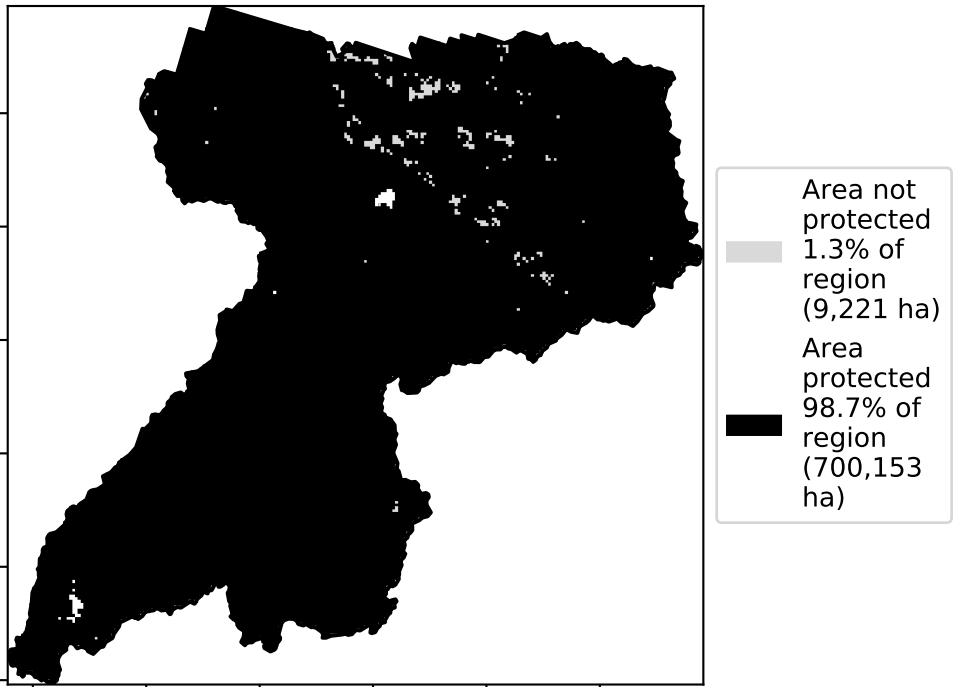 Area not
protected
1.3% of
region
(9,221 ha)
Area
protected
98.7% of
region
(700,153
ha)